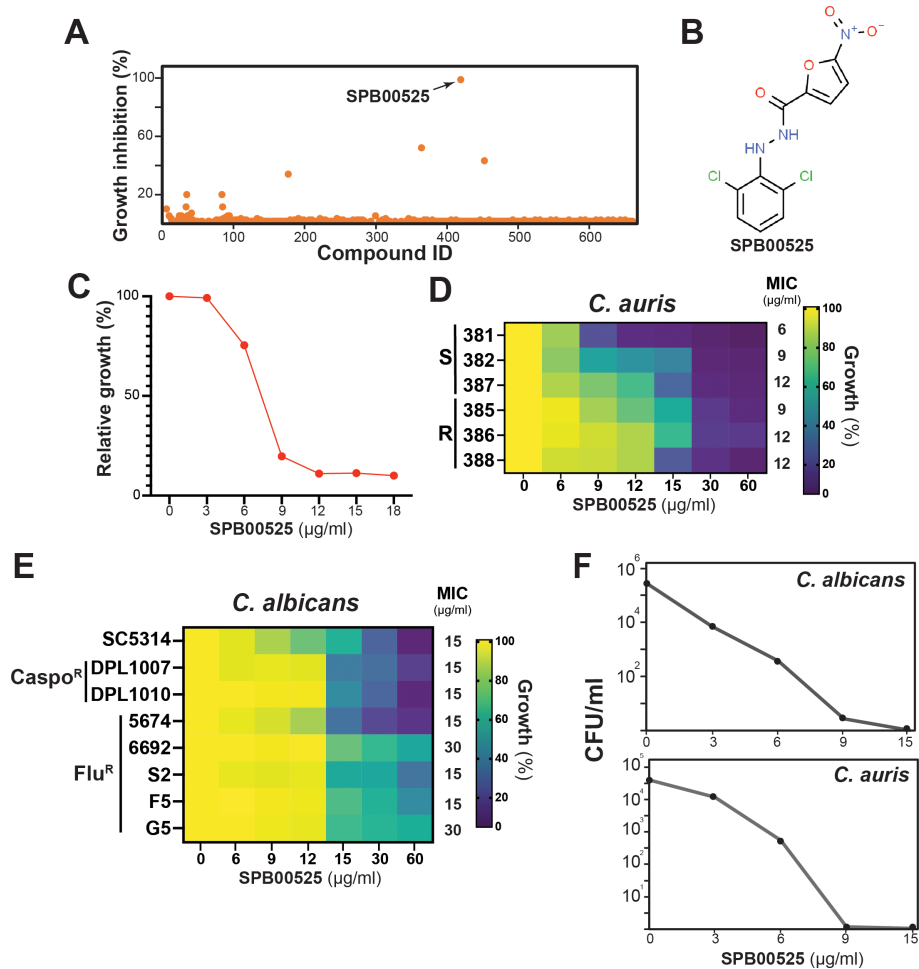 A
Growth inhibition (%)
100
60
20
SPB00525
0 100 200 300 400 500 600
Compound ID
B
O
N+
O−
O
O
NH
HN
Cl
Cl
SPB00525
C
Relative growth (%)
100
50
0
0 3 6 9 12 15 18
SPB00525 (µg/ml)
D
C. auris
MIC
(µg/ml)
S
381
382
387
R
385
386
388
6
9
12
9
12
12
0 6 9 12 15 30 60
SPB00525 (µg/ml)
100
80
60
40
20
0
Growth (%)
E
C. albicans
MIC
(µg/ml)
SC5314
CaspoR
DPL1007
DPL1010
FluR
5674
6692
S2
F5
G5
15
15
15
15
30
15
15
30
0 6 9 12 15 30 60
SPB00525 (µg/ml)
100
80
60
40
20
0
Growth (%)
F
CFU/ml
C. albicans
10^6
10^4
10^2
0 3 6 9 15
C. auris
10^5
10^4
10^3
10^2
10^1
0 3 6 9 15
SPB00525 (µg/ml)